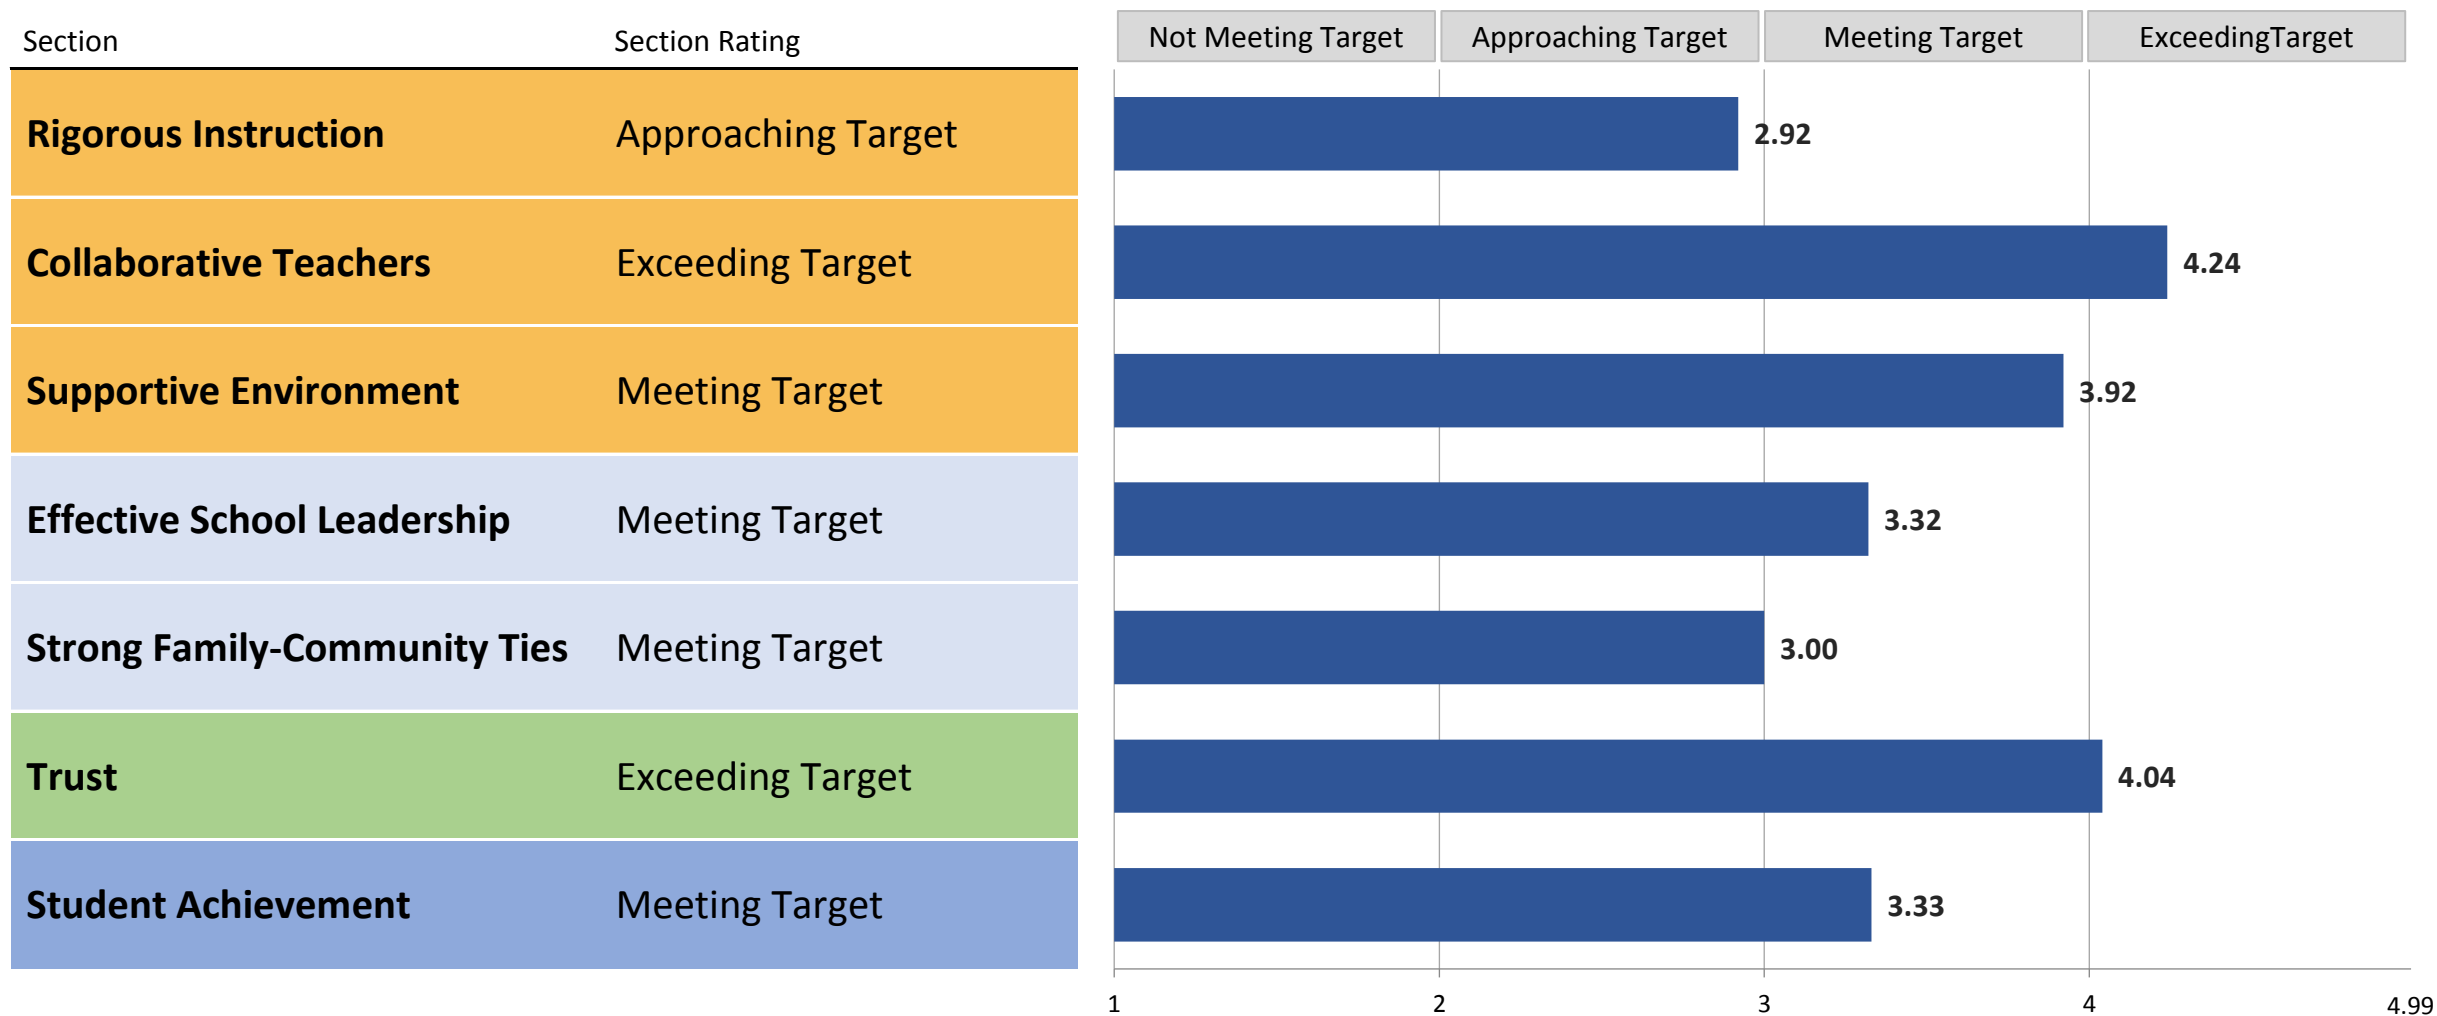 Section Section Rating Not Meeting Target Approaching Target Meeting Target ExceedingTarget
Rigorous Instruction Approaching Target 2.92
Collaborative Teachers Exceeding Target 4.24
Supportive Environment Meeting Target 3.92
Effective School Leadership Meeting Target 3.32
Strong Family-Community Ties Meeting Target 3.00
Trust Exceeding Target 4.04
Student Achievement Meeting Target 3.33
1 2 3 4 4.99